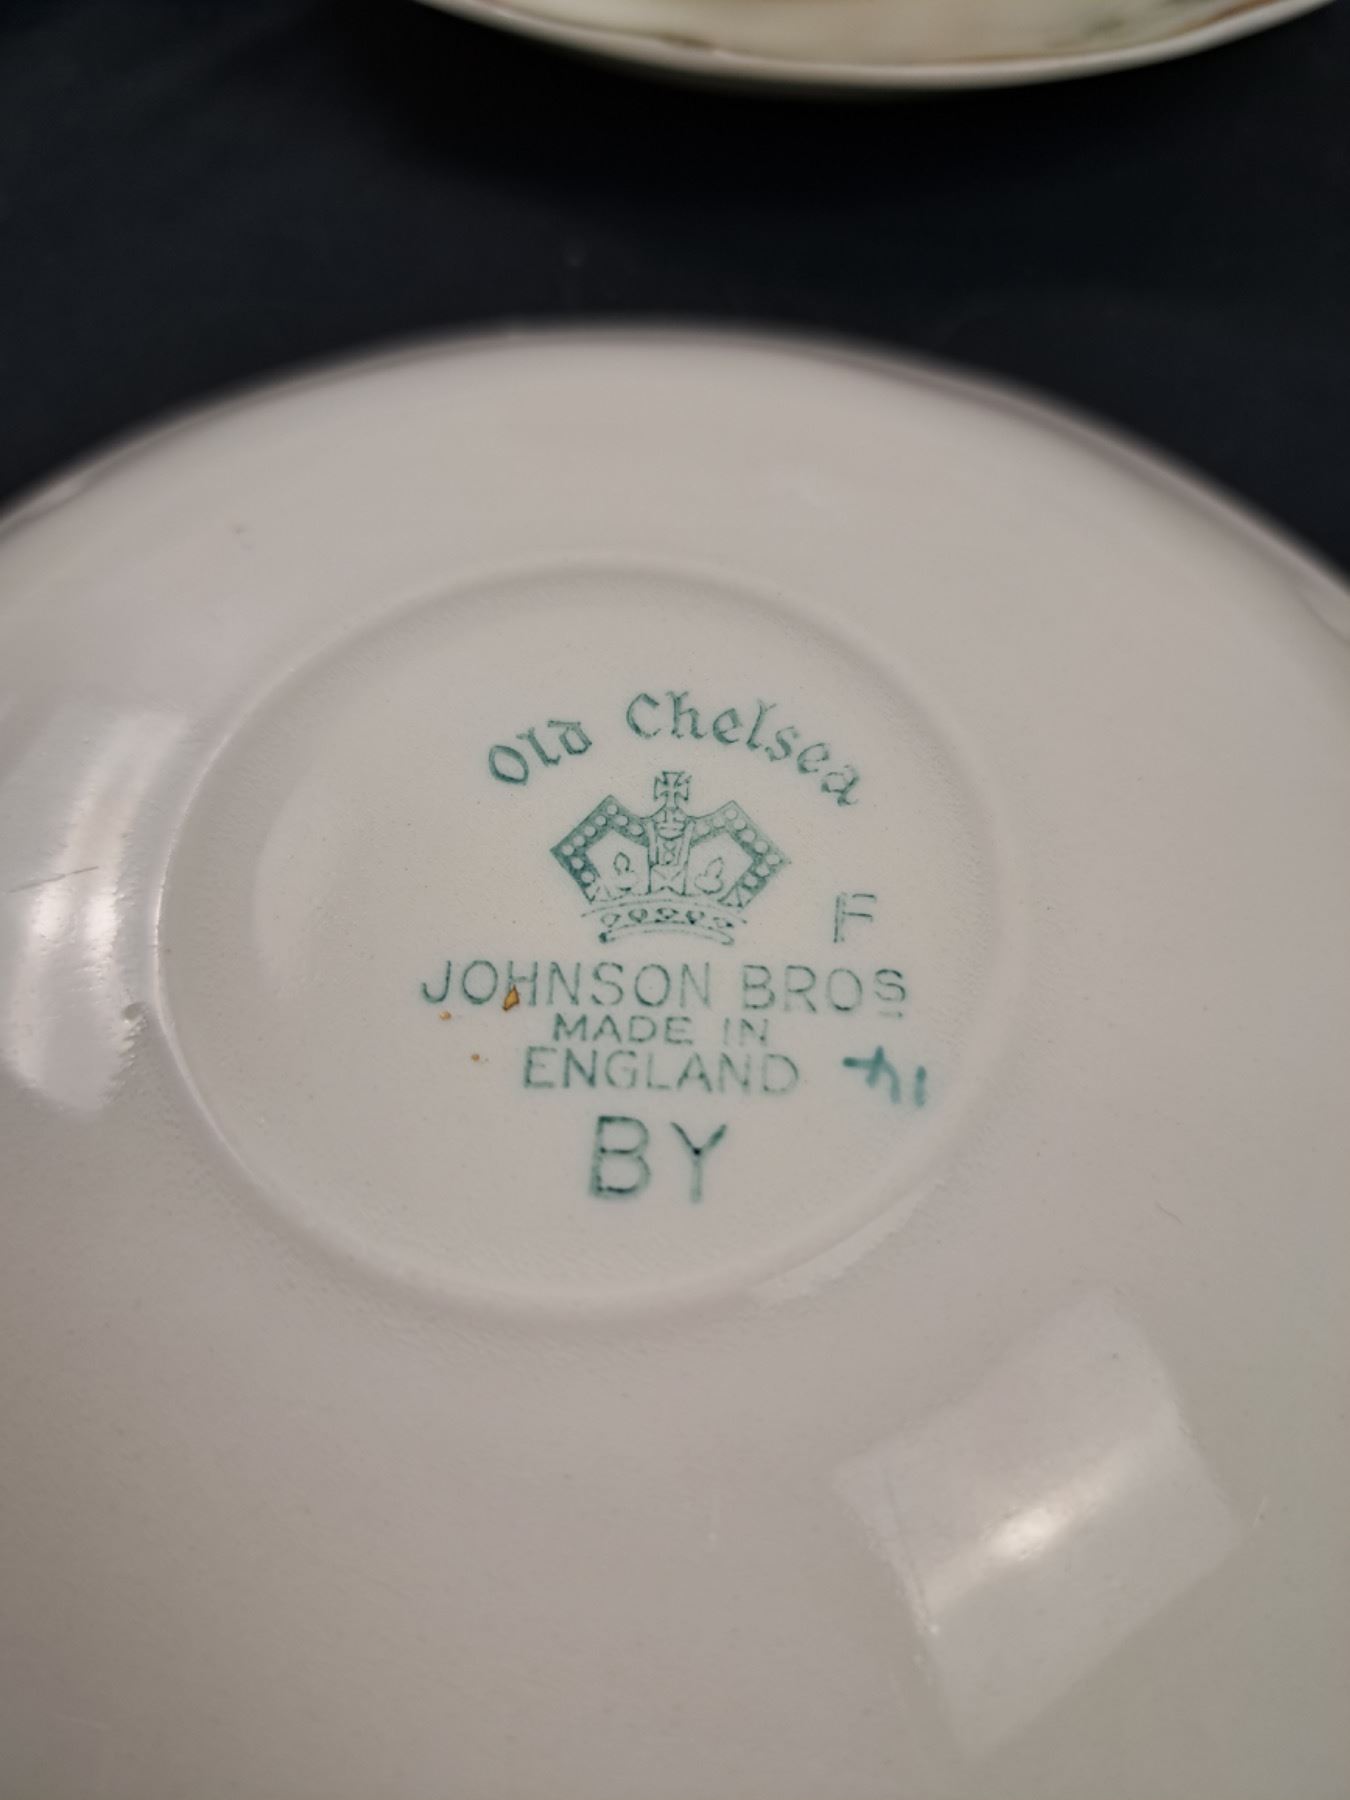 Old Chelsea
F
JOHNSON BROS
MADE IN
ENGLAND
BY